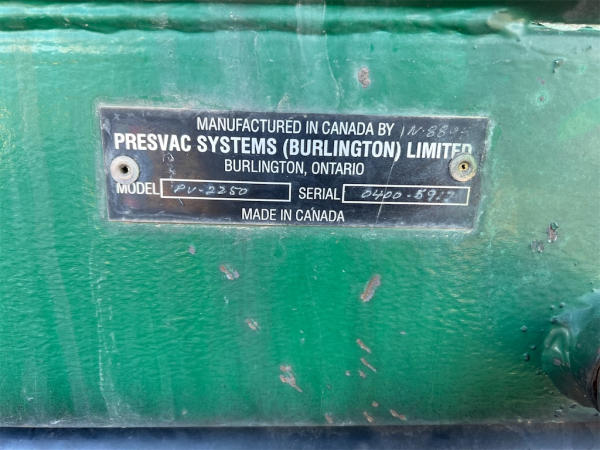 MANUFACTURED IN CANADA BY
PRESVAC SYSTEMS (BURLINGTON) LIMITED
BURLINGTON, ONTARIO
MODEL PV-2250 SERIAL
MADE IN CANADA